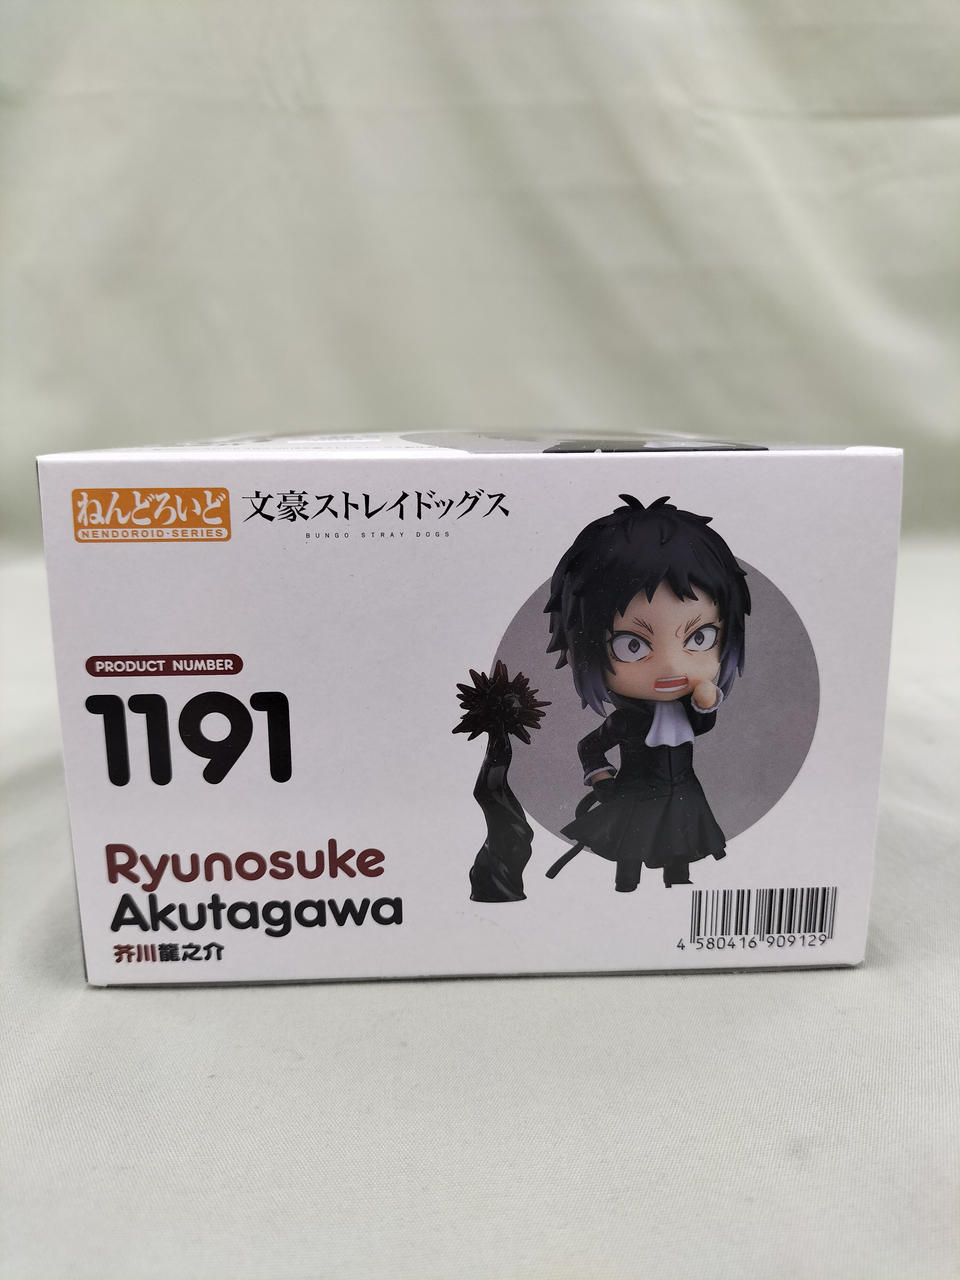 ねんどろいど
NENDOROID-SERIES
文豪ストレイドッグス
BUNGO STRAY DOGS
PRODUCT NUMBER
1191
Ryunosuke
Akutagawa
芥川龍之介
4 580416 909129